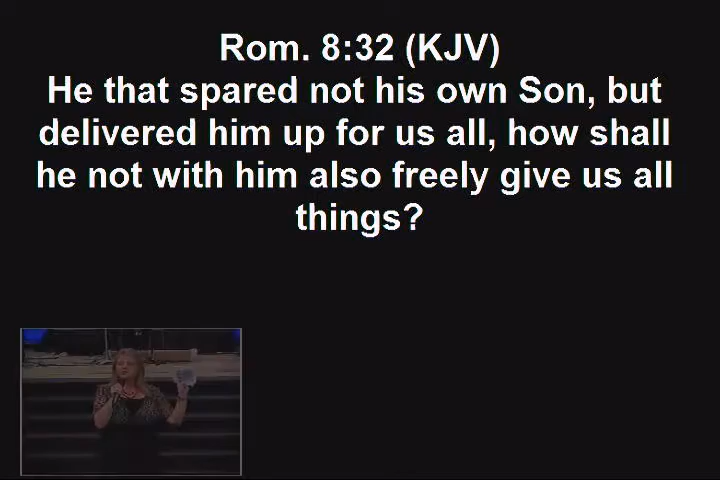 Rom. 8:32 (KJV)
He that spared not his own Son, but
delivered him up for us all, how shall
he not with him also freely give us all
things?